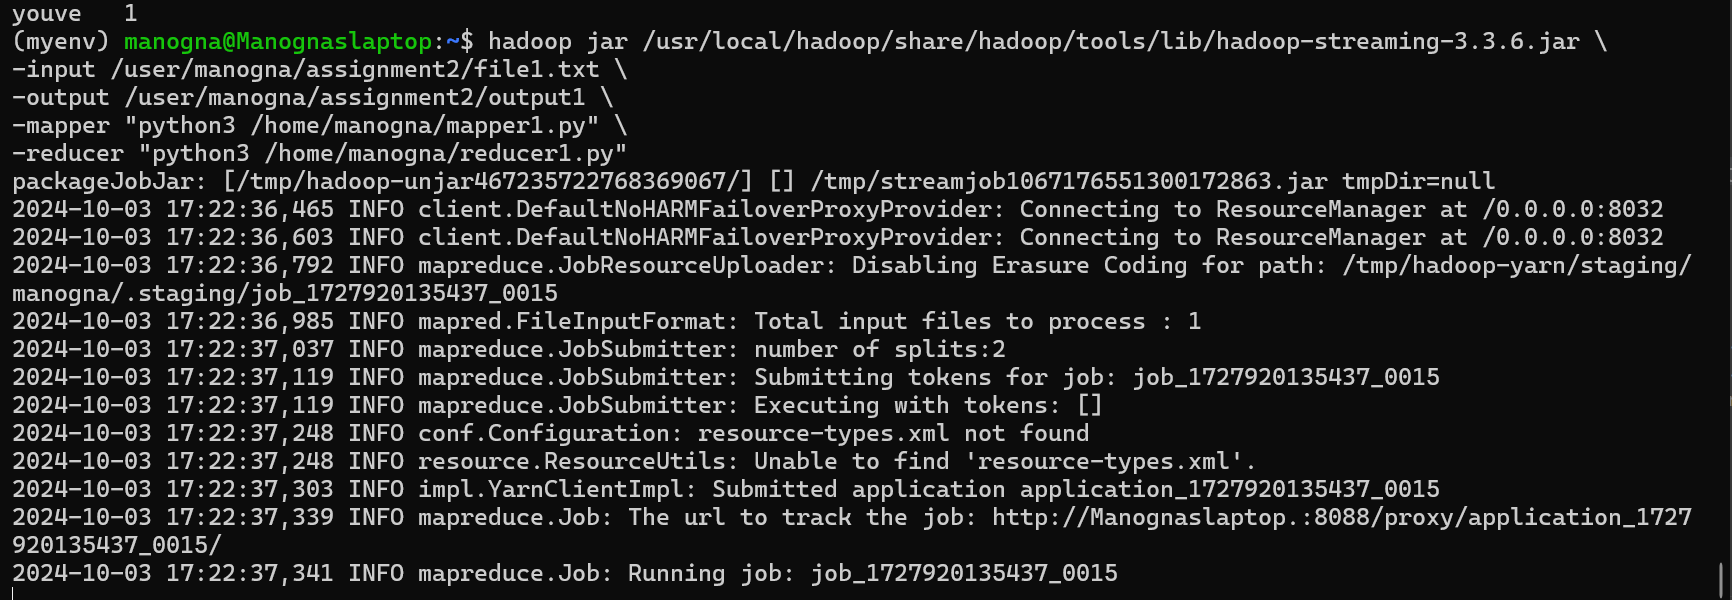 youve   1
(myenv) manogna@Manognaslaptop:~$ hadoop jar /usr/local/hadoop/share/hadoop/tools/lib/hadoop-streaming-3.3.6.jar \
-input /user/manogna/assignment2/file1.txt \
-output /user/manogna/assignment2/output1 \
-mapper "python3 /home/manogna/mapper1.py" \
-reducer "python3 /home/manogna/reducer1.py"
packageJobJar: [/tmp/hadoop-unjar4672357227683690​67/] [] /tmp/streamjob1067176551300172863.jar tmpDir=null
2024-10-03 17:22:36,465 INFO client.DefaultNoHARMFailoverProxyProvider: Connecting to ResourceManager at /0.0.0.0:8032
2024-10-03 17:22:36,603 INFO client.DefaultNoHARMFailoverProxyProvider: Connecting to ResourceManager at /0.0.0.0:8032
2024-10-03 17:22:36,792 INFO mapreduce.JobResourceUploader: Disabling Erasure Coding for path: /tmp/hadoop-yarn/staging/
manogna/.staging/job_1727920135437_0015
2024-10-03 17:22:36,985 INFO mapred.FileInputFormat: Total input files to process : 1
2024-10-03 17:22:37,037 INFO mapreduce.JobSubmitter: number of splits:2
2024-10-03 17:22:37,119 INFO mapreduce.JobSubmitter: Submitting tokens for job: job_1727920135437_0015
2024-10-03 17:22:37,119 INFO mapreduce.JobSubmitter: Executing with tokens: []
2024-10-03 17:22:37,248 INFO conf.Configuration: resource-types.xml not found
2024-10-03 17:22:37,248 INFO resource.ResourceUtils: Unable to find 'resource-types.xml'.
2024-10-03 17:22:37,303 INFO impl.YarnClientImpl: Submitted application application_1727920135437_0015
2024-10-03 17:22:37,339 INFO mapreduce.Job: The url to track the job: http://Manognaslaptop.:8088/proxy/application_1727
920135437_0015/
2024-10-03 17:22:37,341 INFO mapreduce.Job: Running job: job_1727920135437_0015